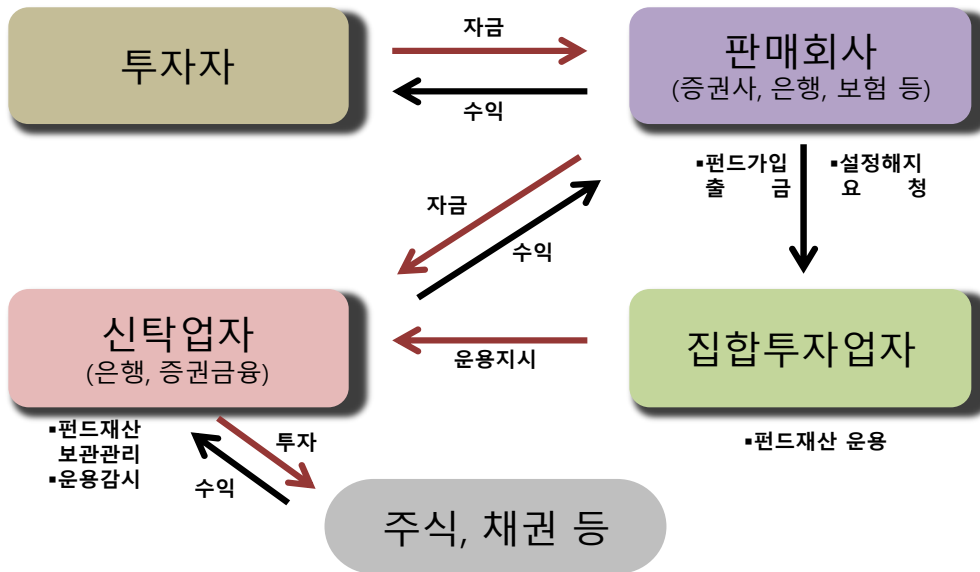 투자자
자금
수익
판매회사
(증권사, 은행, 보험 등)
▪펀드가입
출 금
▪설정해지
요 청
자금
수익
신탁업자
(은행, 증권금융)
운용지시
집합투자업자
▪펀드재산
보관관리
▪운용감시
투자
수익
▪펀드재산 운용
주식, 채권 등